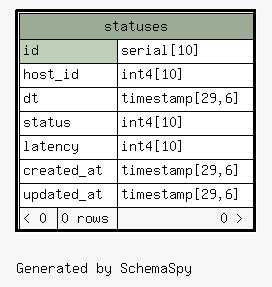 statuses
id serial[10]
host_id int4[10]
dt timestamp[29,6]
status int4[10]
latency int4[10]
created_at timestamp[29,6]
updated_at timestamp[29,6]
< 0 0 rows 0 >
Generated by SchemaSpy